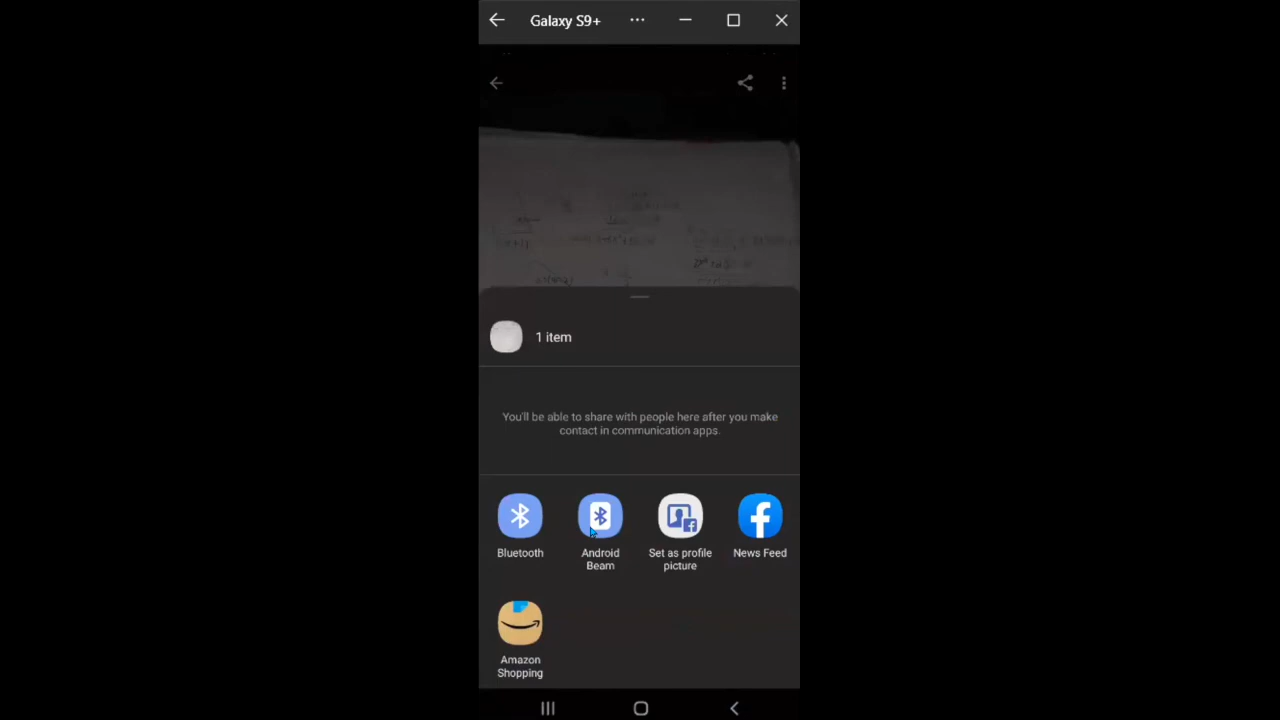 Galaxy S9+
1 item
You'll be able to share with people here after you make
contact in communication apps.
Bluetooth
Android
Beam
Set as profile
picture
News Feed
Amazon
Shopping